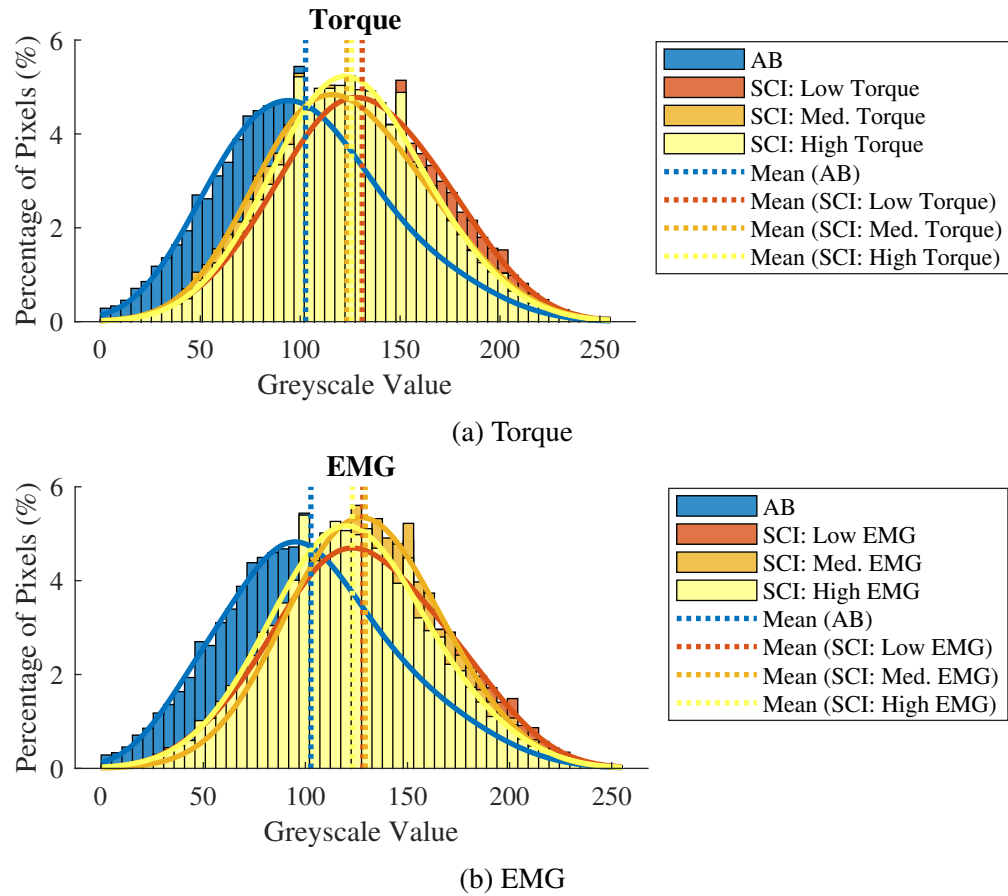 Torque
Percentage of Pixels (%)
6
4
2
0
0 50 100 150 200 250
Greyscale Value
AB
SCI: Low Torque
SCI: Med. Torque
SCI: High Torque
Mean (AB)
Mean (SCI: Low Torque)
Mean (SCI: Med. Torque)
Mean (SCI: High Torque)
(a) Torque
EMG
Percentage of Pixels (%)
6
4
2
0
0 50 100 150 200 250
Greyscale Value
AB
SCI: Low EMG
SCI: Med. EMG
SCI: High EMG
Mean (AB)
Mean (SCI: Low EMG)
Mean (SCI: Med. EMG)
Mean (SCI: High EMG)
(b) EMG